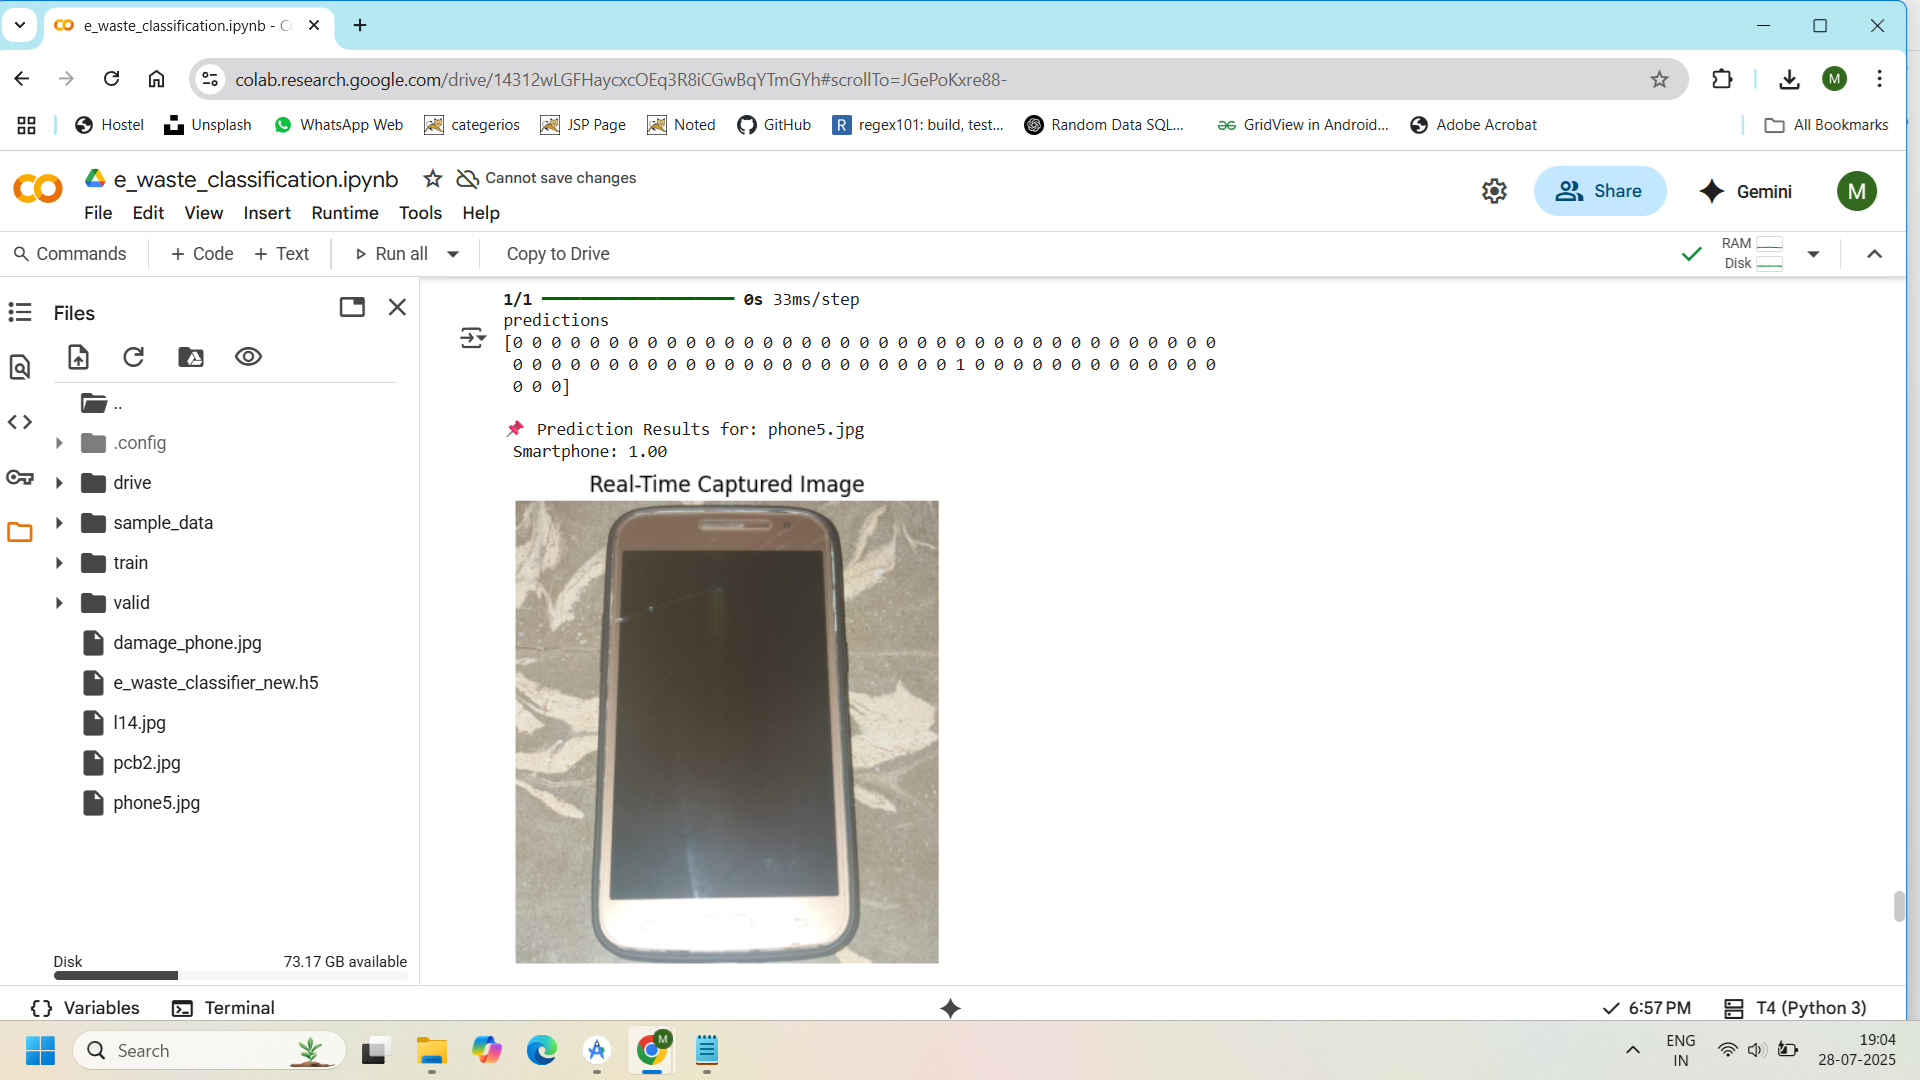 e_waste_classification.ipynb - Co
colab.research.google.com/drive/14312wLGFHaycxcOEq3R8iCGwBqYTmGYh#scrollTo=JGePoKxre88-
M
Hostel Unsplash WhatsApp Web categerios JSP Page Noted GitHub R regex101: build, test... Random Data SQL... GridView in Android... Adobe Acrobat All Bookmarks
e_waste_classification.ipynb Cannot save changes
File Edit View Insert Runtime Tools Help
Share Gemini M
Commands + Code + Text Run all Copy to Drive
RAM
Disk
Files
..
.config
drive
sample_data
train
valid
damage_phone.jpg
e_waste_classifier_new.h5
l14.jpg
pcb2.jpg
phone5.jpg
Disk 73.17 GB available
1/1 ━━━━━━━━━━━━━━━━━━━━ 0s 33ms/step
predictions
[0 0 0 0 0 0 0 0 0 0 0 0 0 0 0 0 0 0 0 0 0 0 0 0 0 0 0 0 0 0 0 0 0 0 0 0 0
0 0 0 0 0 0 0 0 0 0 0 0 0 0 0 0 0 0 0 0 0 0 0 1 0 0 0 0 0 0 0 0 0 0 0 0 0
0 0 0]
📌 Prediction Results for: phone5.jpg
Smartphone: 1.00
Real-Time Captured Image
{} Variables Terminal
6:57 PM T4 (Python 3)
Search
M
ENG
IN
19:04
28-07-2025